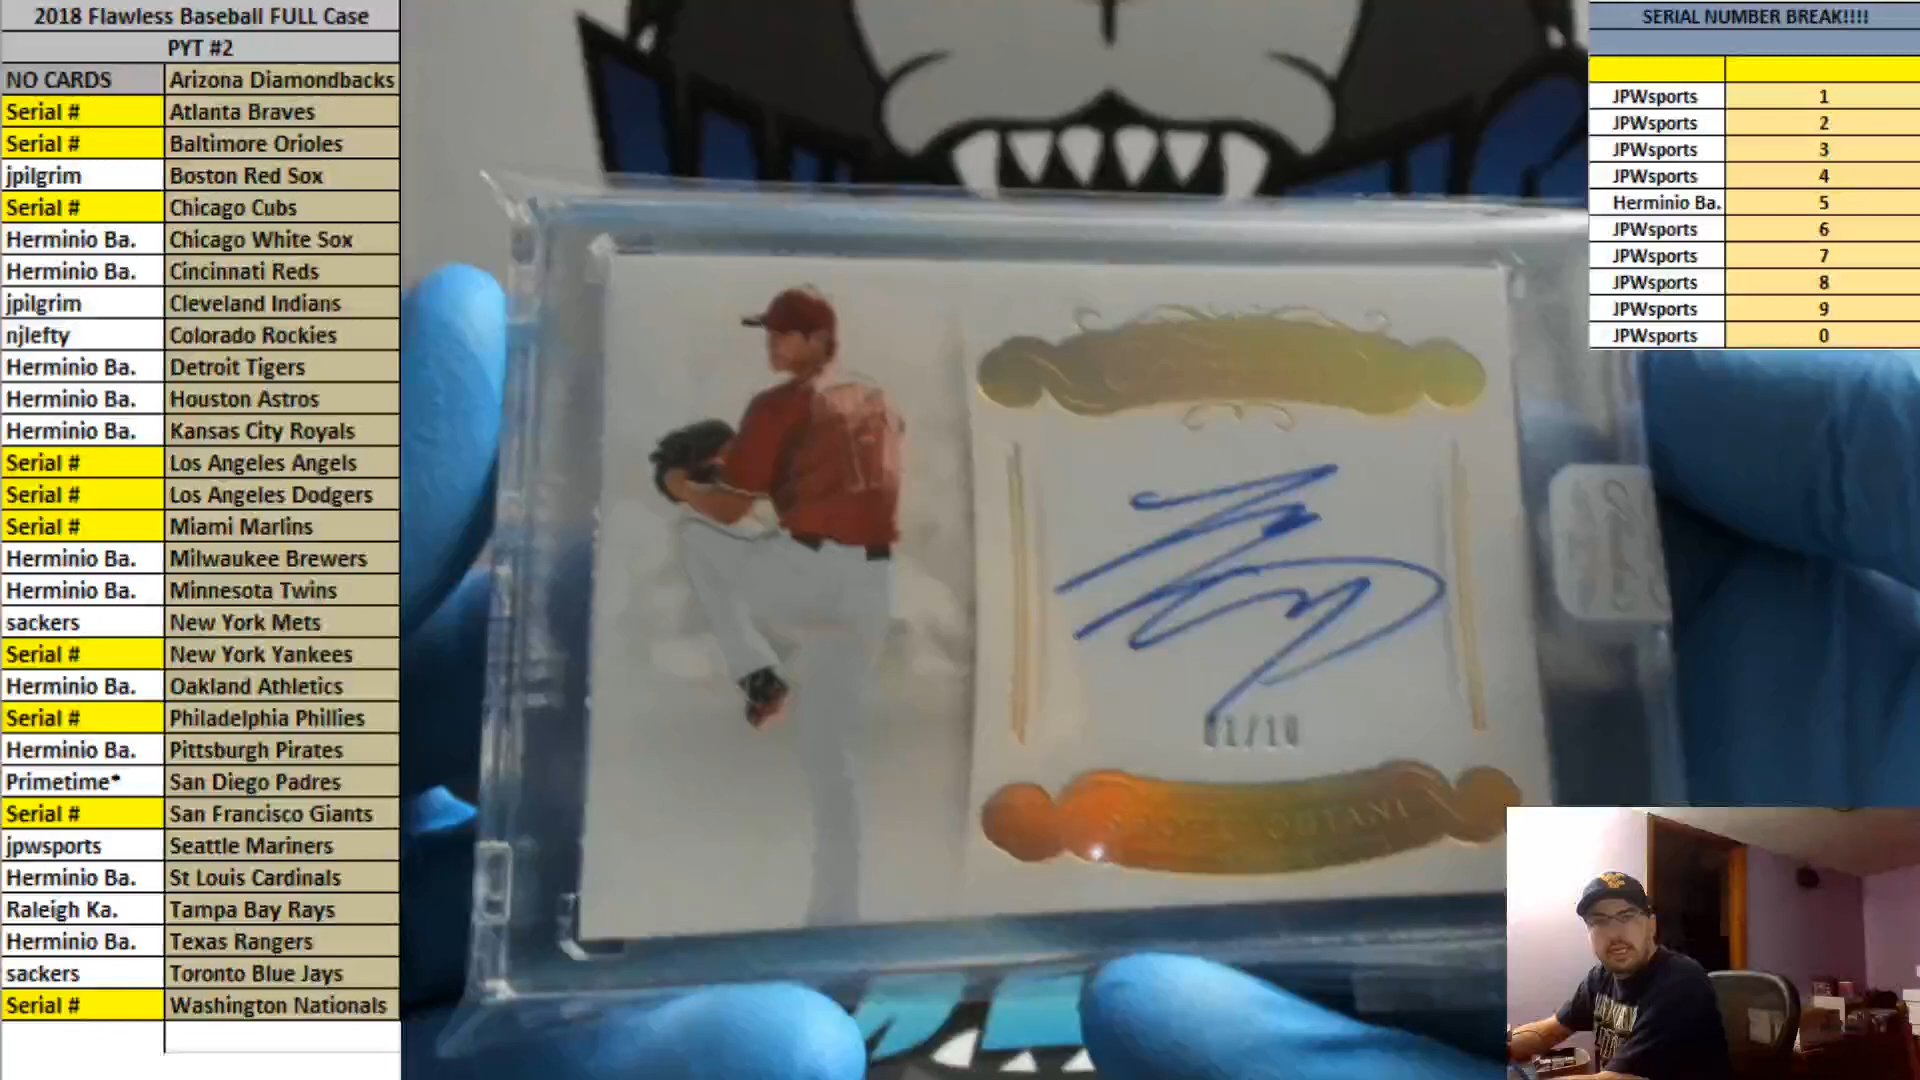 2018 Flawless Baseball FULL Case
PYT #2
NO CARDS Arizona Diamondbacks
Serial # Atlanta Braves
Serial # Baltimore Orioles
jpilgrim Boston Red Sox
Serial # Chicago Cubs
Herminio Ba. Chicago White Sox
Herminio Ba. Cincinnati Reds
jpilgrim Cleveland Indians
njlefty Colorado Rockies
Herminio Ba. Detroit Tigers
Herminio Ba. Houston Astros
Herminio Ba. Kansas City Royals
Serial # Los Angeles Angels
Serial # Los Angeles Dodgers
Serial # Miami Marlins
Herminio Ba. Milwaukee Brewers
Herminio Ba. Minnesota Twins
sackers New York Mets
Serial # New York Yankees
Herminio Ba. Oakland Athletics
Serial # Philadelphia Phillies
Herminio Ba. Pittsburgh Pirates
Primetime* San Diego Padres
Serial # San Francisco Giants
jpwsports Seattle Mariners
Herminio Ba. St Louis Cardinals
Raleigh Ka. Tampa Bay Rays
Herminio Ba. Texas Rangers
sackers Toronto Blue Jays
Serial # Washington Nationals
01/10
SERIAL NUMBER BREAK!!!!
JPWsports 1
JPWsports 2
JPWsports 3
JPWsports 4
Herminio Ba. 5
JPWsports 6
JPWsports 7
JPWsports 8
JPWsports 9
JPWsports 0